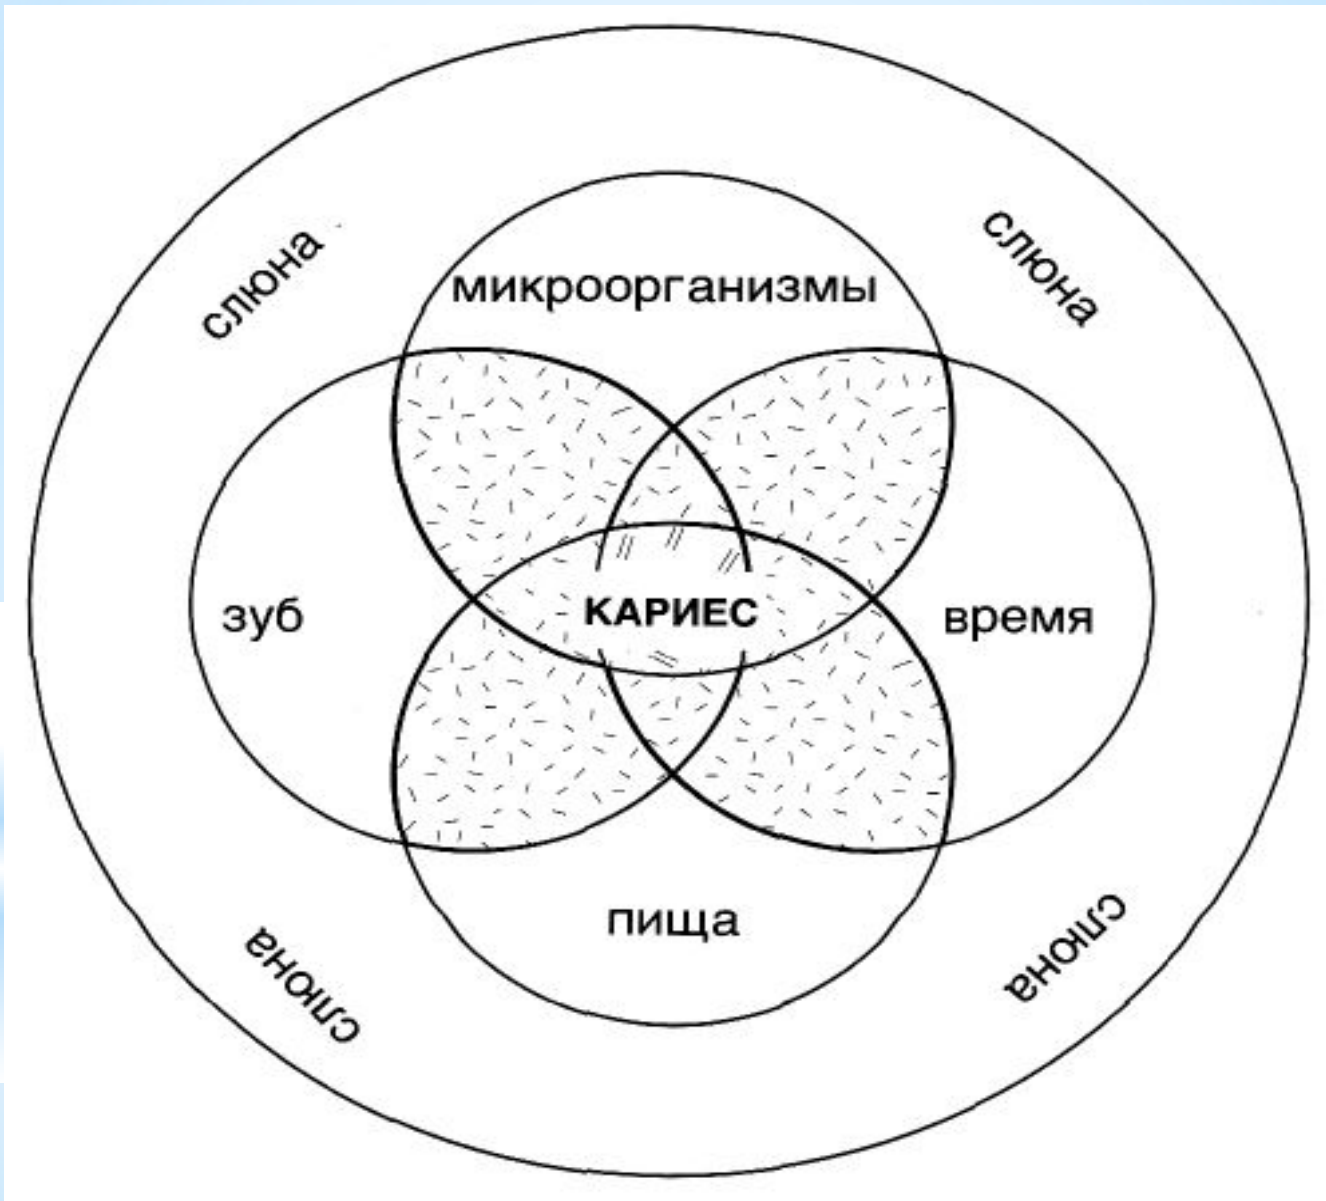 слюна
слюна
микроорганизмы
зуб
КАРИЕС
время
пища
слюна
слюна